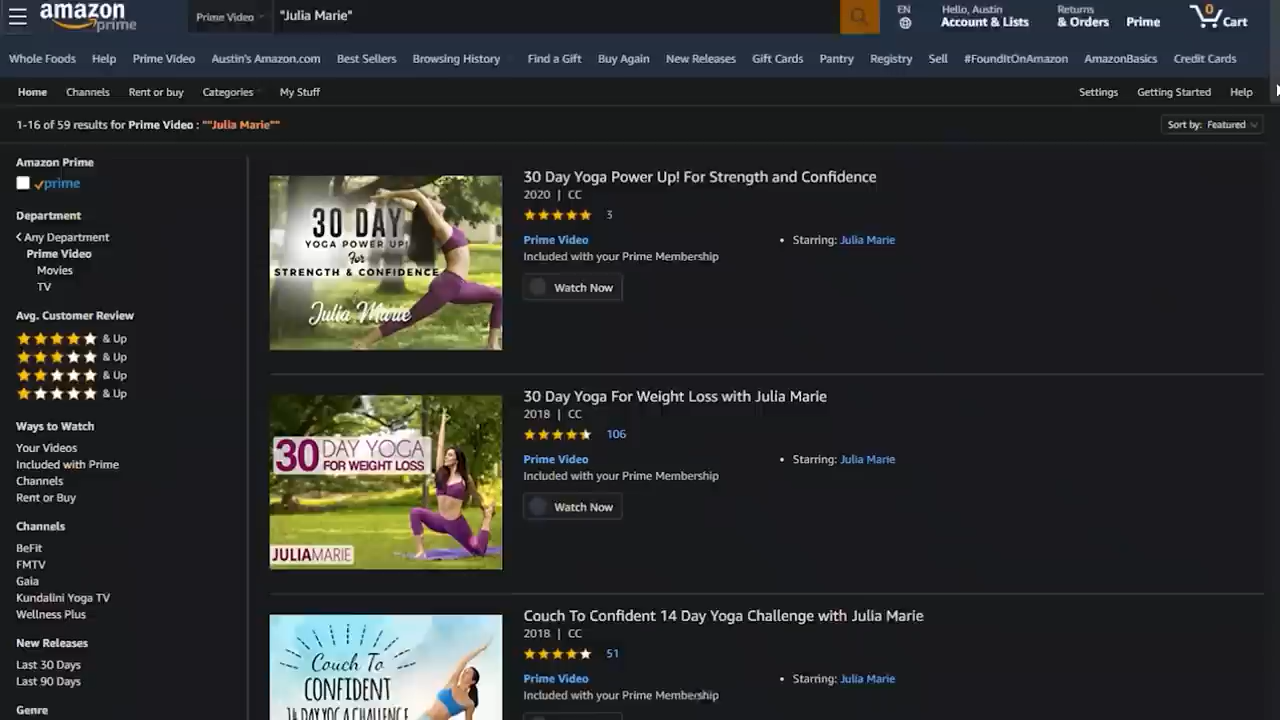 amazon
prime
Prime Video
"Julia Marie"
EN
Hello, Austin
Account & Lists
Returns
& Orders
Prime
0
Cart
Whole Foods
Help
Prime Video
Austin's Amazon.com
Best Sellers
Browsing History
Find a Gift
Buy Again
New Releases
Gift Cards
Pantry
Registry
Sell
#FoundItOnAmazon
AmazonBasics
Credit Cards
Home
Channels
Rent or buy
Categories
My Stuff
Settings
Getting Started
Help
1-16 of 59 results for Prime Video : ""Julia Marie""
Sort by: Featured
Amazon Prime
prime
Department
Any Department
Prime Video
Movies
TV
Avg. Customer Review
& Up
& Up
& Up
& Up
Ways to Watch
Your Videos
Included with Prime
Channels
Rent or Buy
Channels
BeFit
FMTV
Gaia
Kundalini Yoga TV
Wellness Plus
New Releases
Last 30 Days
Last 90 Days
Genre
30 DAY
YOGA POWER UP!
For
STRENGTH & CONFIDENCE
Julia Marie
30 Day Yoga Power Up! For Strength and Confidence
2020 | CC
3
Prime Video
Included with your Prime Membership
Watch Now
• Starring: Julia Marie
30 DAY YOGA
FOR WEIGHT LOSS
JULIAMARIE
30 Day Yoga For Weight Loss with Julia Marie
2018 | CC
106
Prime Video
Included with your Prime Membership
Watch Now
• Starring: Julia Marie
Couch To
CONFIDENT
14 DAY YOGA CHALLENGE
Couch To Confident 14 Day Yoga Challenge with Julia Marie
2018 | CC
51
Prime Video
Included with your Prime Membership
• Starring: Julia Marie